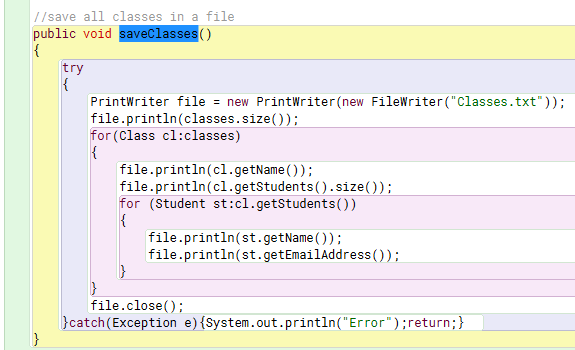 //save all classes in a file
public void saveClasses()
{
try
{
PrintWriter file = new PrintWriter(new FileWriter("Classes.txt"));
file.println(classes.size());
for(Class cl:classes)
{
file.println(cl.getName());
file.println(cl.getStudents().size());
for (Student st:cl.getStudents())
{
file.println(st.getName());
file.println(st.getEmailAddress());
}
}
file.close();
}catch(Exception e){System.out.println("Error");return;}
}